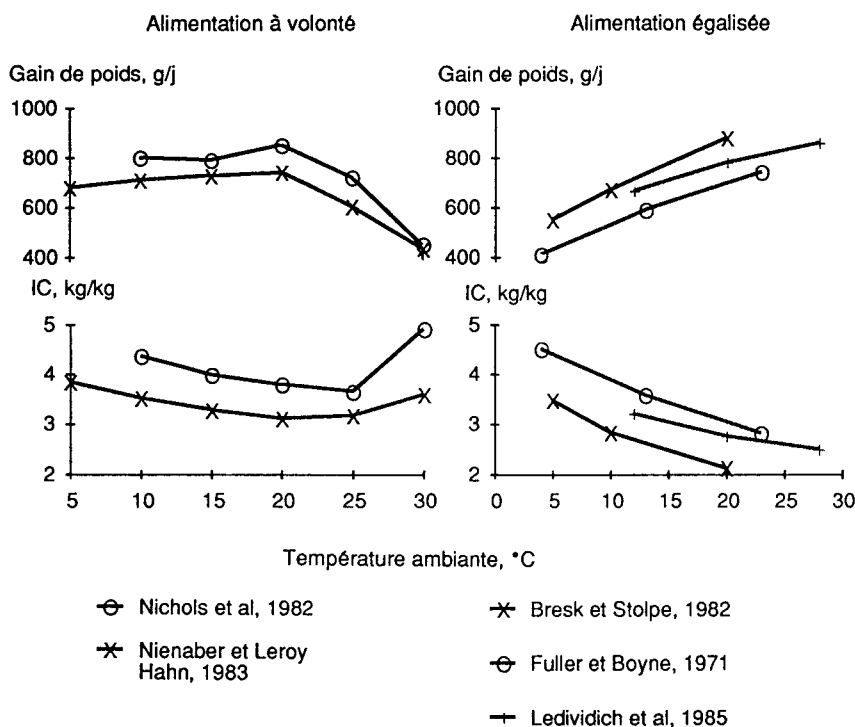 Alimentation à volonté
Alimentation égalisée
Gain de poids, g/j
Gain de poids, g/j
1000
800
600
400
1000
800
600
400
IC, kg/kg
IC, kg/kg
5
4
3
2
5
4
3
2
5 10 15 20 25 30
0 5 10 15 20 25 30
Température ambiante, °C
Nichols et al, 1982
Nienaber et Leroy
Hahn, 1983
Bresk et Stolpe, 1982
Fuller et Boyne, 1971
Ledividich et al, 1985